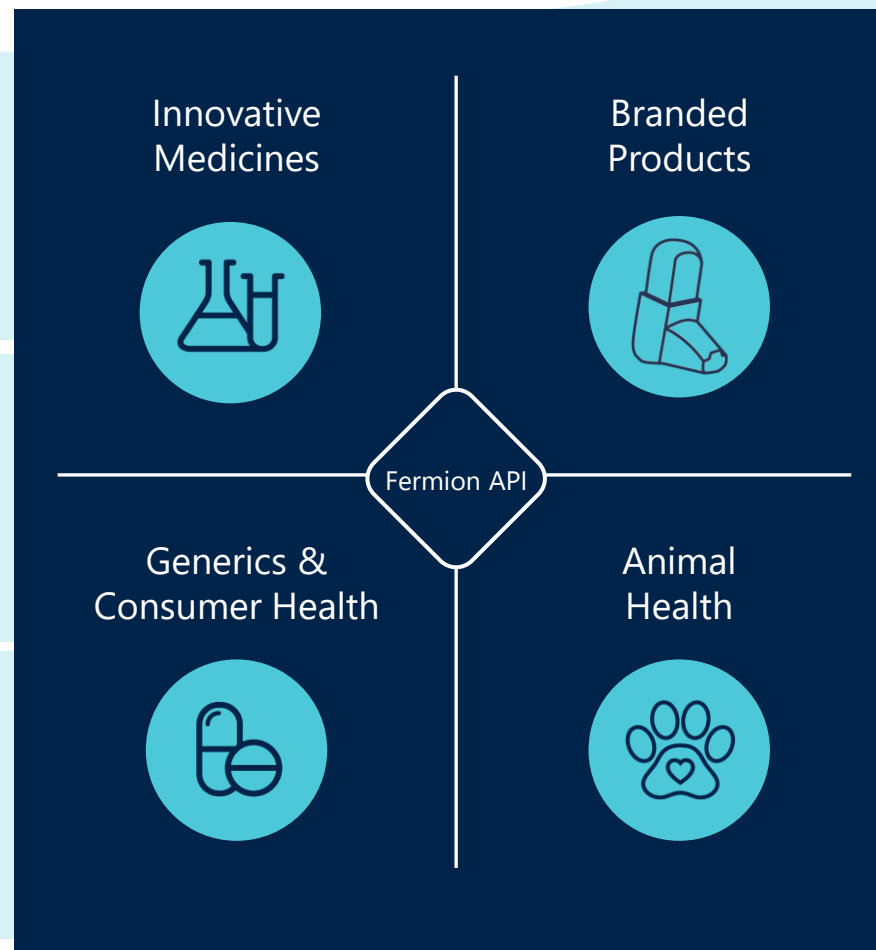 Innovative
Medicines
Branded
Products
Fermion API
Generics &
Consumer Health
Animal
Health